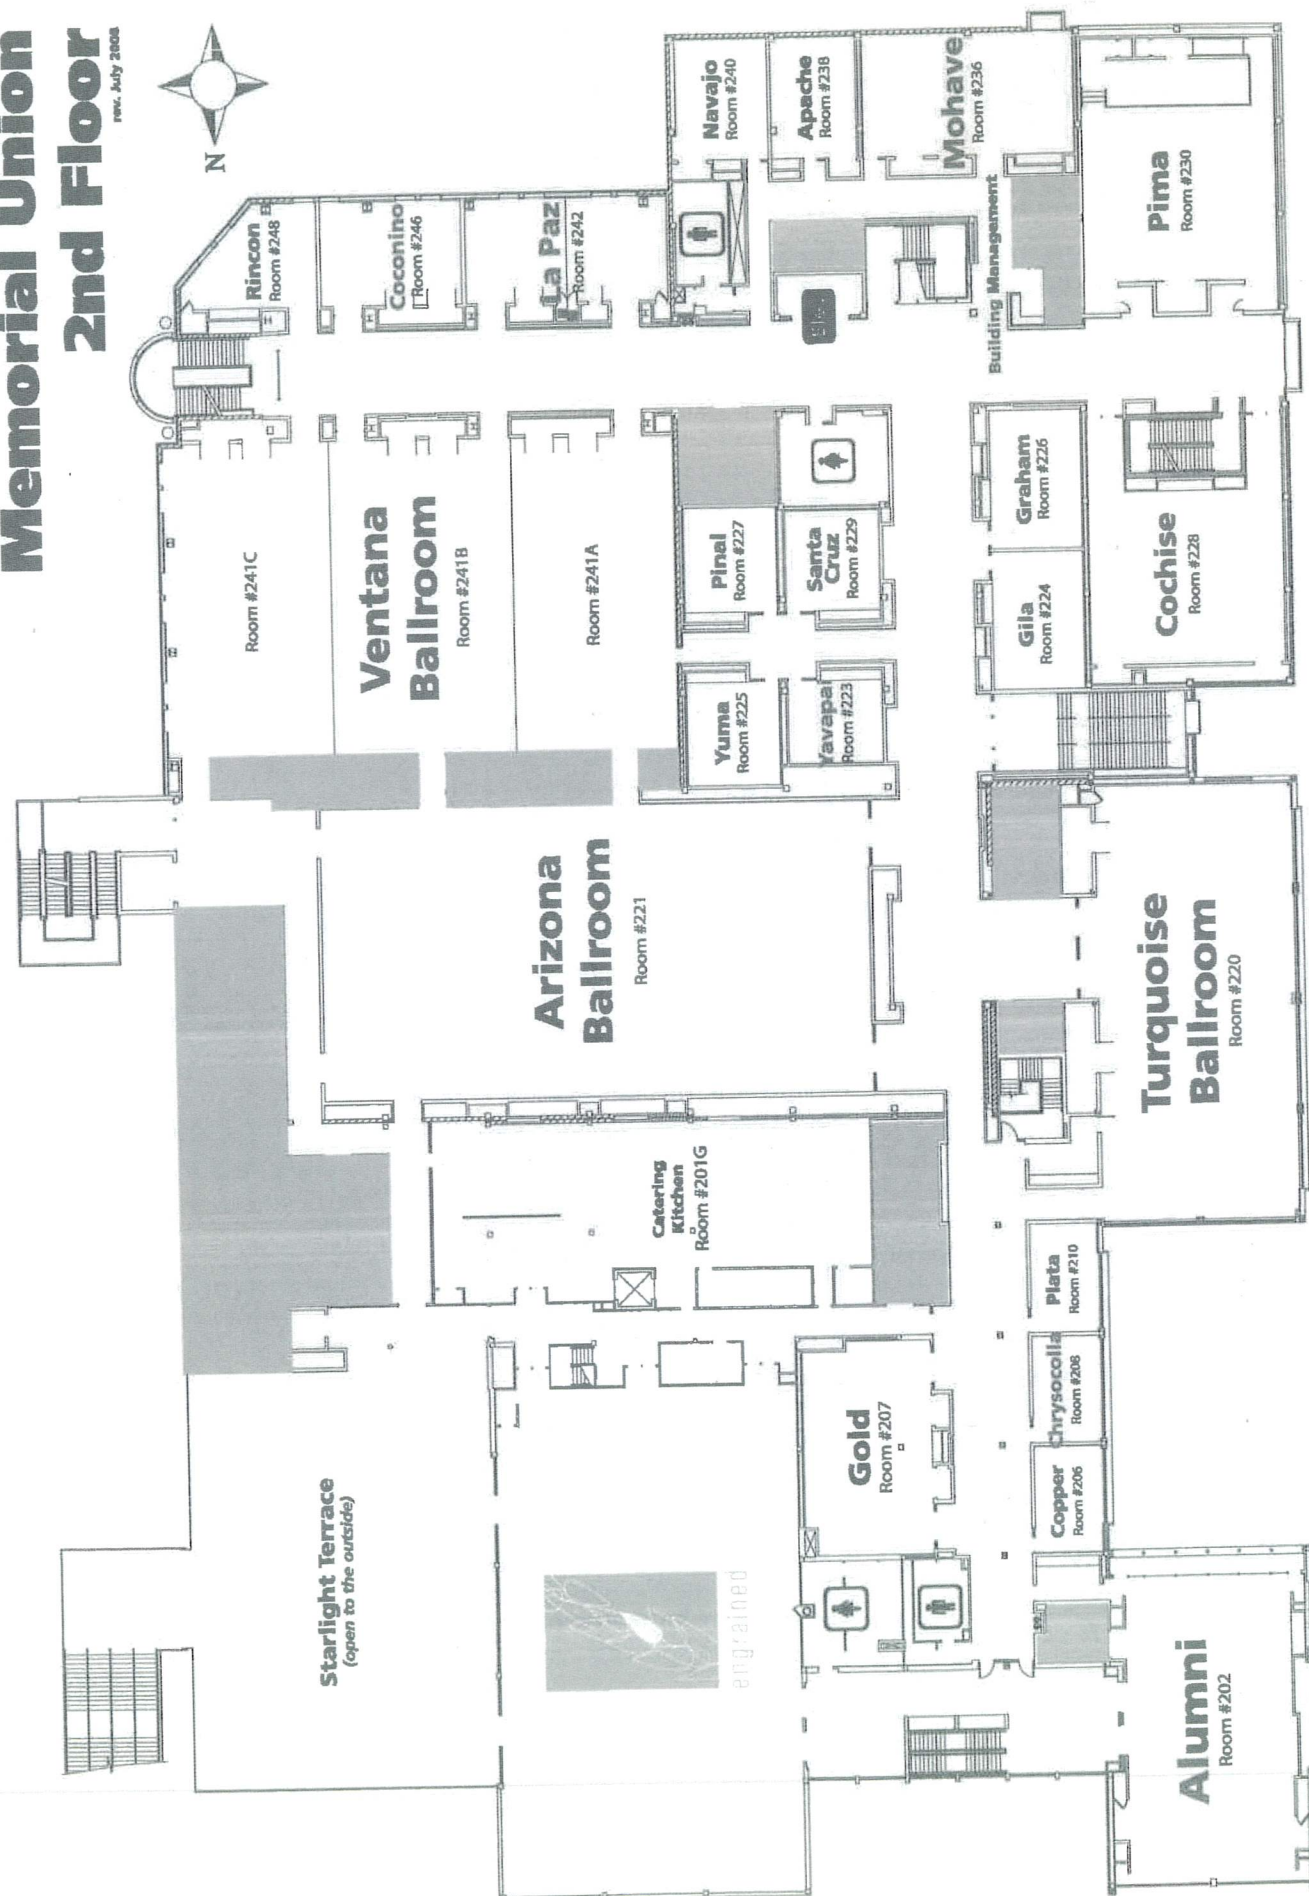 Memorial Union
2nd Floor
rev. July 2008
N
Starlight Terrace
(open to the outside)
Room #241C
Rincon
Room #248
Ventana
Ballroom
Room #241B
Coconino
Room #246
Room #241A
La Paz
Room #242
Arizona
Ballroom
Room #221
Catering
Kitchen
Room #201G
engrained
Yuma
Room #225
Pinal
Room #227
Navajo
Room #240
Yavapai
Room #223
Santa
Cruz
Room #229
Apache
Room #238
Gold
Room #207
Mohave
Room #236
Building Management
Gila
Room #224
Graham
Room #226
Copper
Room #206
Chrysocolla
Room #208
Plata
Room #210
Turquoise
Ballroom
Room #220
Cochise
Room #228
Pima
Room #230
Alumni
Room #202